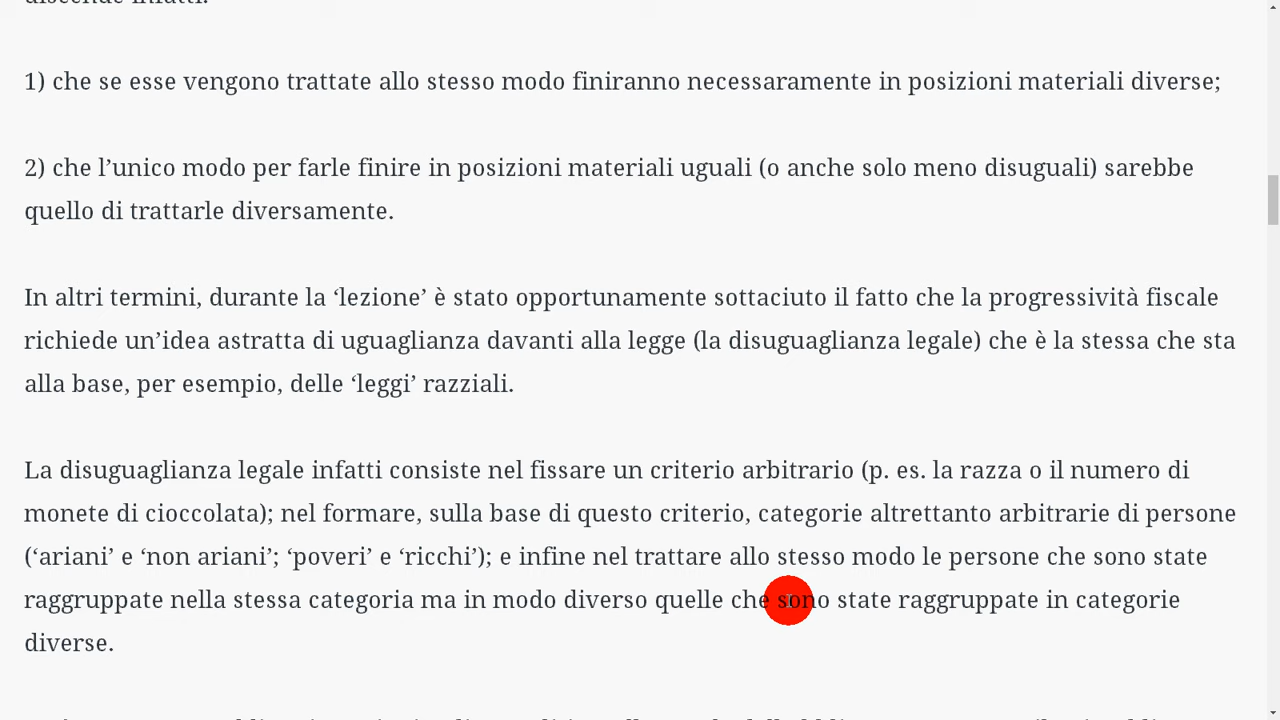 1) che se esse vengono trattate allo stesso modo finiranno necessaramente in posizioni materiali diverse;
2) che l’unico modo per farle finire in posizioni materiali uguali (o anche solo meno disuguali) sarebbe
quello di trattarle diversamente.
In altri termini, durante la ‘lezione’ è stato opportunamente sottaciuto il fatto che la progressività fiscale
richiede un’idea astratta di uguaglianza davanti alla legge (la disuguaglianza legale) che è la stessa che sta
alla base, per esempio, delle ‘leggi’ razziali.
La disuguaglianza legale infatti consiste nel fissare un criterio arbitrario (p. es. la razza o il numero di
monete di cioccolata); nel formare, sulla base di questo criterio, categorie altrettanto arbitrarie di persone
(‘ariani’ e ‘non ariani’; ‘poveri’ e ‘ricchi’); e infine nel trattare allo stesso modo le persone che sono state
raggruppate nella stessa categoria ma in modo diverso quelle che sono state raggruppate in categorie
diverse.